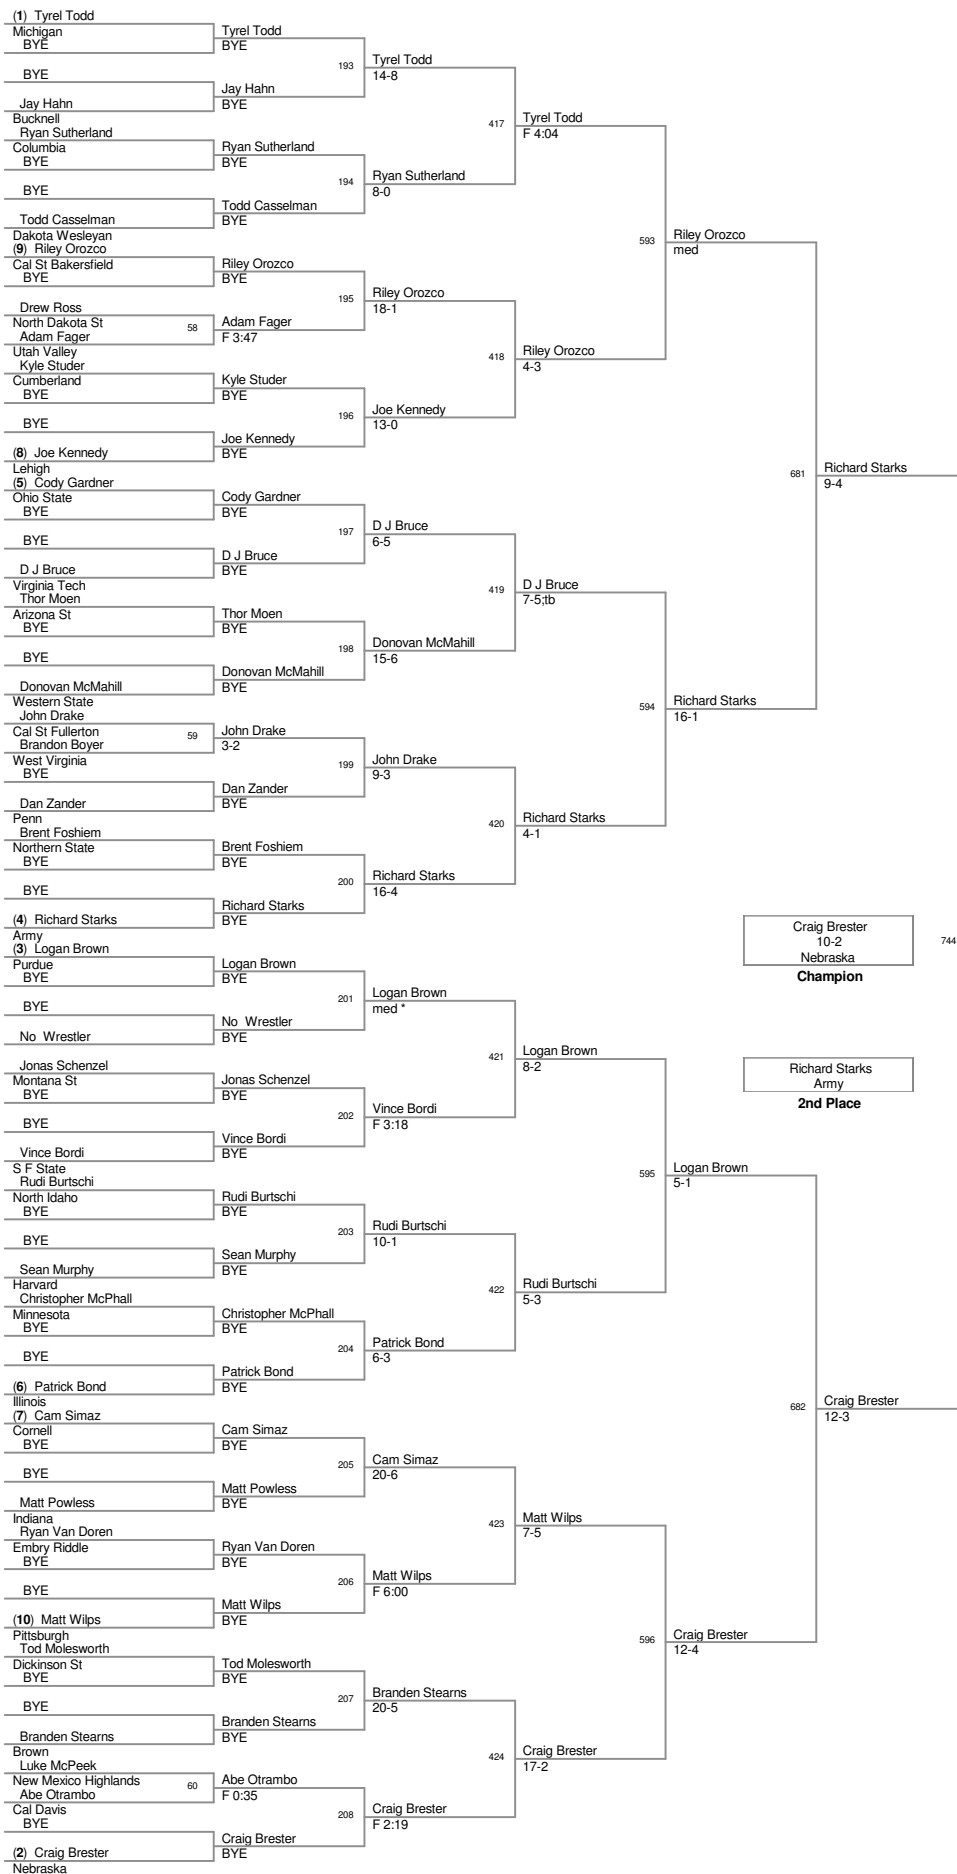 (1) Tyrel Todd
Michigan
BYE
BYE
Jay Hahn
Bucknell
Ryan Sutherland
Columbia
BYE
BYE
Todd Casselman
Dakota Wesleyan
(9) Riley Orozco
Cal St Bakersfield
BYE
Drew Ross
North Dakota St
58
Adam Fager
Utah Valley
Kyle Studer
Cumberland
BYE
BYE
(8) Joe Kennedy
Lehigh
(5) Cody Gardner
Ohio State
BYE
BYE
D J Bruce
Virginia Tech
Thor Moen
Arizona St
BYE
BYE
Donovan McMahill
Western State
John Drake
Cal St Fullerton
59
Brandon Boyer
West Virginia
BYE
Dan Zander
Penn
Brent Foshiem
Northern State
BYE
BYE
(4) Richard Starks
Army
(3) Logan Brown
Purdue
BYE
BYE
No Wrestler
Jonas Schenzel
Montana St
BYE
BYE
Vince Bordi
S F State
Rudi Burtschi
North Idaho
BYE
BYE
Sean Murphy
Harvard
Christopher McPhall
Minnesota
BYE
BYE
(6) Patrick Bond
Illinois
(7) Cam Simaz
Cornell
BYE
BYE
Matt Powless
Indiana
Ryan Van Doren
Embry Riddle
BYE
BYE
(10) Matt Wilps
Pittsburgh
Tod Molesworth
Dickinson St
BYE
BYE
Branden Stearns
Brown
Luke McPeek
New Mexico Highlands
60
Abe Otrambo
Cal Davis
BYE
(2) Craig Brester
Nebraska
Tyrel Todd
BYE
193
Jay Hahn
BYE
Ryan Sutherland
BYE
194
Todd Casselman
BYE
Riley Orozco
BYE
195
Adam Fager
F 3:47
Kyle Studer
BYE
196
Joe Kennedy
BYE
Cody Gardner
BYE
197
D J Bruce
BYE
Thor Moen
BYE
198
Donovan McMahill
BYE
John Drake
3-2
199
Dan Zander
BYE
Brent Foshiem
BYE
200
Richard Starks
BYE
Logan Brown
BYE
201
No Wrestler
BYE
Jonas Schenzel
BYE
202
Vince Bordi
BYE
Rudi Burtschi
BYE
203
Sean Murphy
BYE
Christopher McPhall
BYE
204
Patrick Bond
BYE
Cam Simaz
BYE
205
Matt Powless
BYE
Ryan Van Doren
BYE
206
Matt Wilps
BYE
Tod Molesworth
BYE
207
Branden Stearns
BYE
Abe Otrambo
F 0:35
208
Craig Brester
BYE
Tyrel Todd
14-8
417
Ryan Sutherland
8-0
Riley Orozco
18-1
418
Joe Kennedy
13-0
D J Bruce
6-5
419
Donovan McMahill
15-6
John Drake
9-3
420
Richard Starks
16-4
Logan Brown
med *
421
Vince Bordi
F 3:18
Rudi Burtschi
10-1
422
Patrick Bond
6-3
Cam Simaz
20-6
423
Matt Wilps
F 6:00
Branden Stearns
20-5
424
Craig Brester
F 2:19
Tyrel Todd
F 4:04
593
Riley Orozco
4-3
D J Bruce
7-5;tb
594
Richard Starks
4-1
Logan Brown
8-2
595
Rudi Burtschi
5-3
Matt Wilps
7-5
596
Craig Brester
17-2
Riley Orozco
med
681
Richard Starks
16-1
Logan Brown
5-1
682
Craig Brester
12-4
Richard Starks
9-4
Craig Brester
10-2
Nebraska
744
Champion
Richard Starks
Army
2nd Place
Craig Brester
12-3